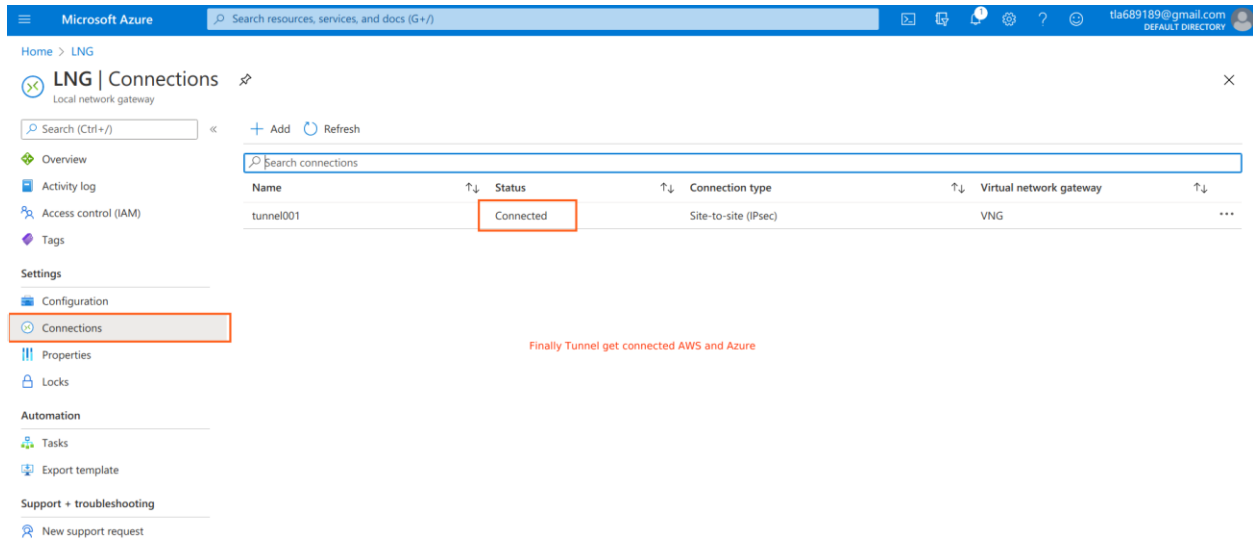 Microsoft Azure
Search resources, services, and docs (G+/)
1
tla689189@gmail.com
DEFAULT DIRECTORY
Home > LNG
LNG | Connections
Local network gateway
Search (Ctrl+/)
+ Add Refresh
Overview
Search connections
Activity log
Name Status Connection type Virtual network gateway
Access control (IAM)
tunnel001 Connected Site-to-site (IPsec) VNG
Tags
Settings
Configuration
Connections
Finally Tunnel get connected AWS and Azure
Properties
Locks
Automation
Tasks
Export template
Support + troubleshooting
New support request